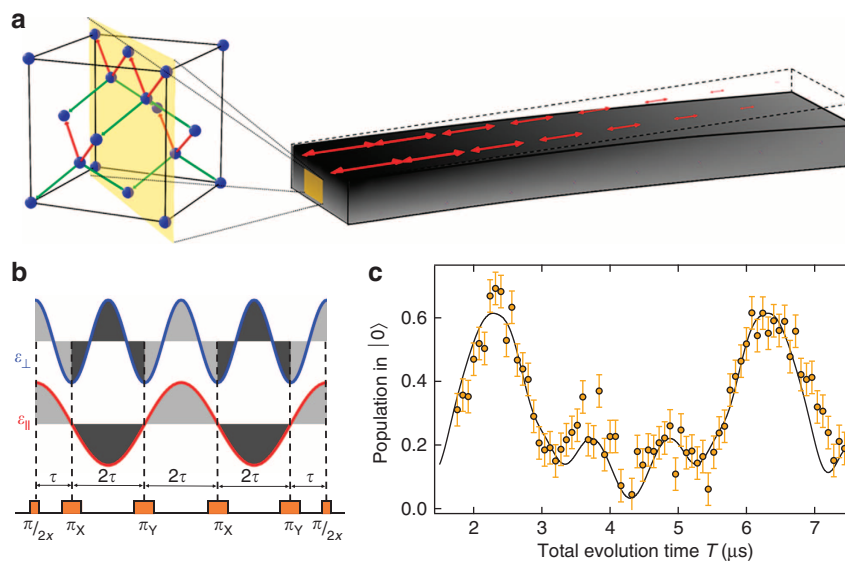 a
b
ε⊥
ε||
τ
2τ
2τ
2τ
τ
π/2x
πX
πY
πX
πY
π/2x
c
Population in |0⟩
0.6
0.4
0.2
0.0
2
3
4
5
6
7
Total evolution time T (μs)